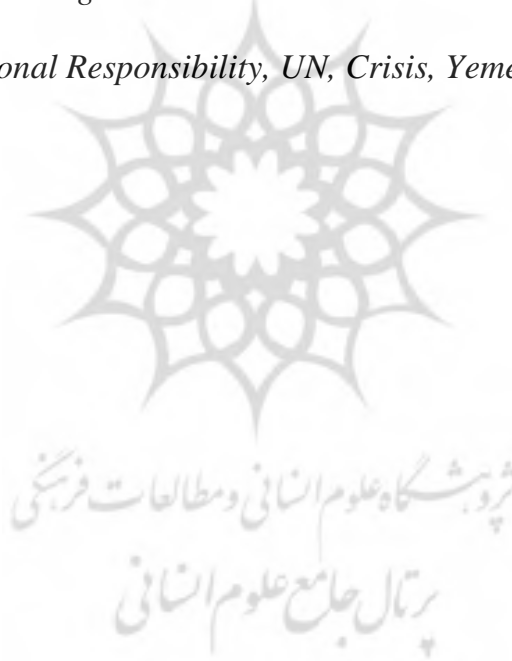 onal Responsibility, UN, Crisis, Yeme
پژوهشگاه علوم انسانی و مطالعات فرهنگی
پرتال جامع علوم انسانی